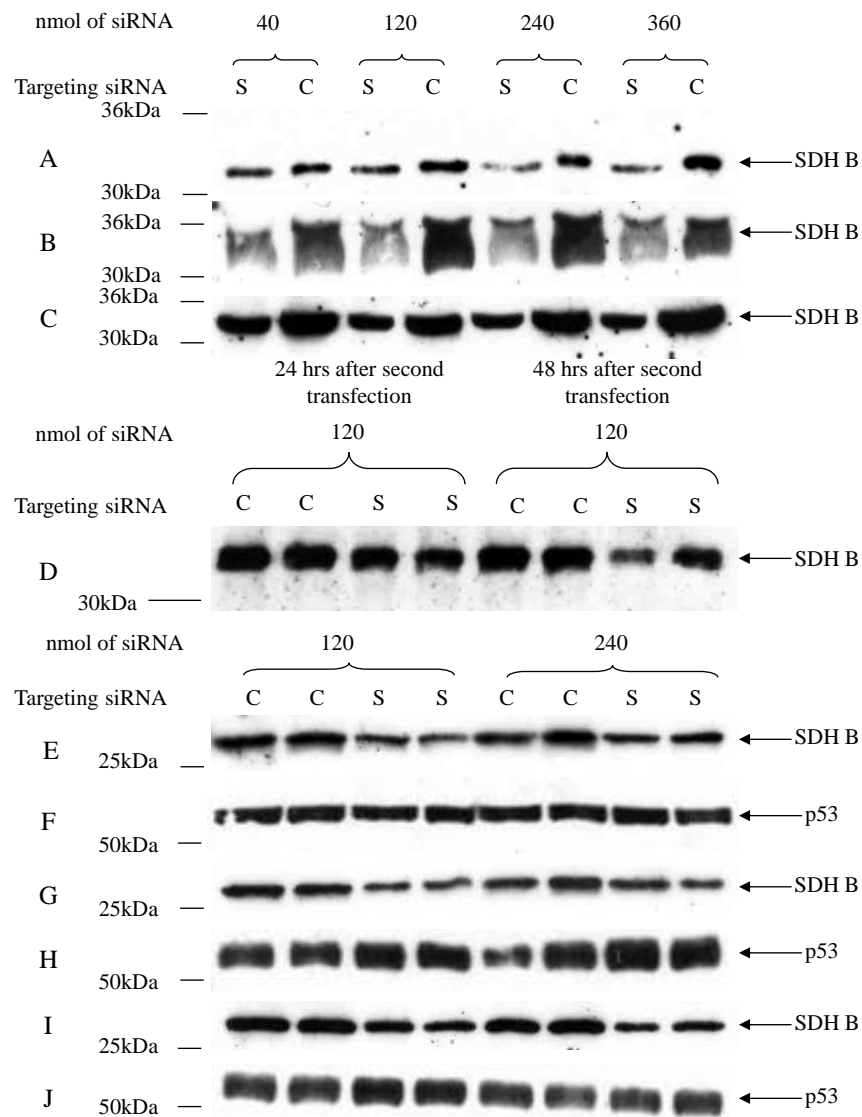 nmol of siRNA 40 120 240 360
Targeting siRNA S C S C S C S C
36kDa
A SDH B
30kDa
36kDa
B SDH B
30kDa
36kDa
C SDH B
30kDa
24 hrs after second transfection
48 hrs after second transfection
nmol of siRNA 120 120
Targeting siRNA C C S S C C S S
D SDH B
30kDa
nmol of siRNA 120 240
Targeting siRNA C C S S C C S S
E SDH B
25kDa
F p53
50kDa
G SDH B
25kDa
H p53
50kDa
I SDH B
25kDa
J p53
50kDa